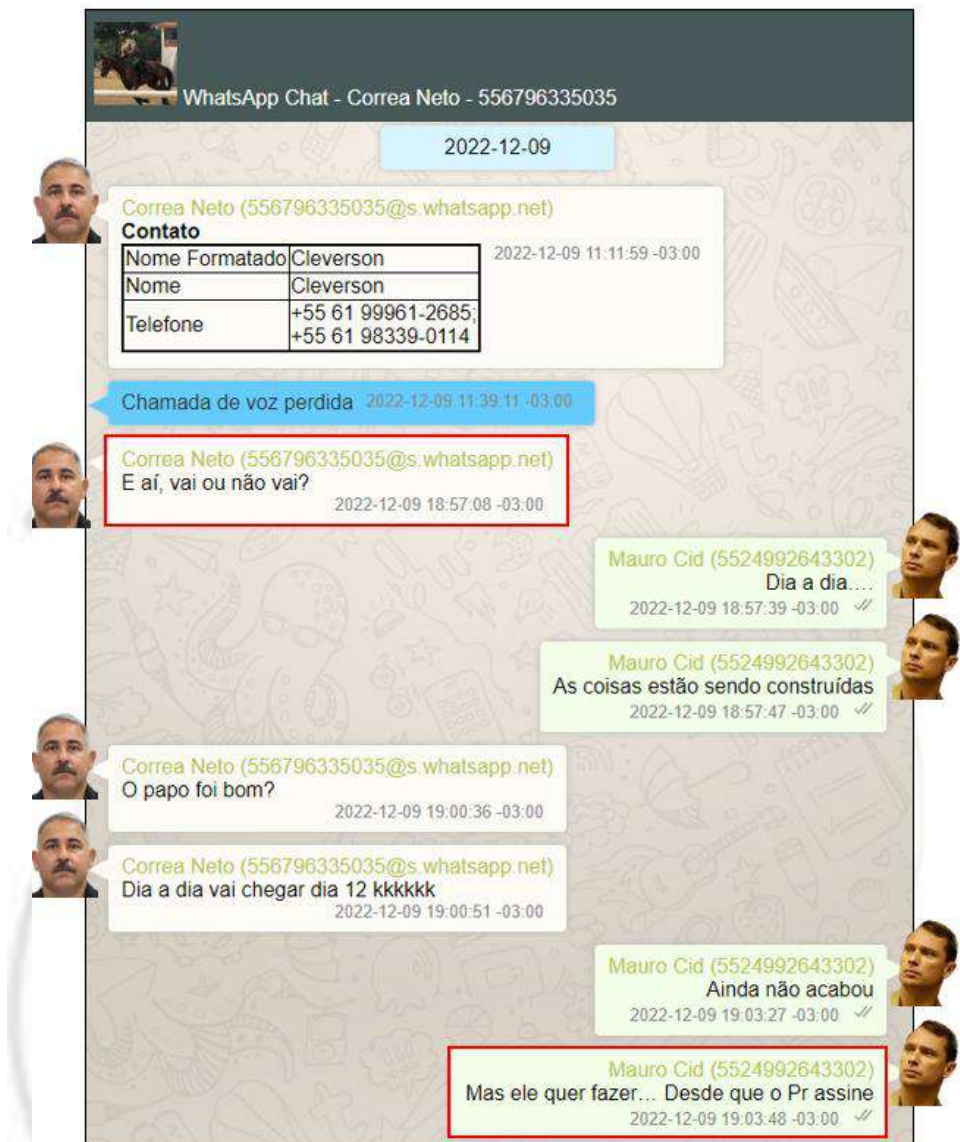 WhatsApp Chat - Correa Neto - 556796335035
2022-12-09
Correa Neto (556796335035@s.whatsapp.net)
Contato
Nome Formatado Cleverson
2022-12-09 11:11:59 -03:00
Nome Cleverson
Telefone +55 61 99961-2685;
+55 61 98339-0114
Chamada de voz perdida 2022-12-09 11:39:11 -03:00
Correa Neto (556796335035@s.whatsapp.net)
E aí, vai ou não vai?
2022-12-09 18:57:08 -03:00
Mauro Cid (5524992643302)
Dia a dia....
2022-12-09 18:57:39 -03:00
Mauro Cid (5524992643302)
As coisas estão sendo construídas
2022-12-09 18:57:47 -03:00
Correa Neto (556796335035@s.whatsapp.net)
O papo foi bom?
2022-12-09 19:00:36 -03:00
Correa Neto (556796335035@s.whatsapp.net)
Dia a dia vai chegar dia 12 kkkkkk
2022-12-09 19:00:51 -03:00
Mauro Cid (5524992643302)
Ainda não acabou
2022-12-09 19:03:27 -03:00
Mauro Cid (5524992643302)
Mas ele quer fazer... Desde que o Pr assine
2022-12-09 19:03:48 -03:00